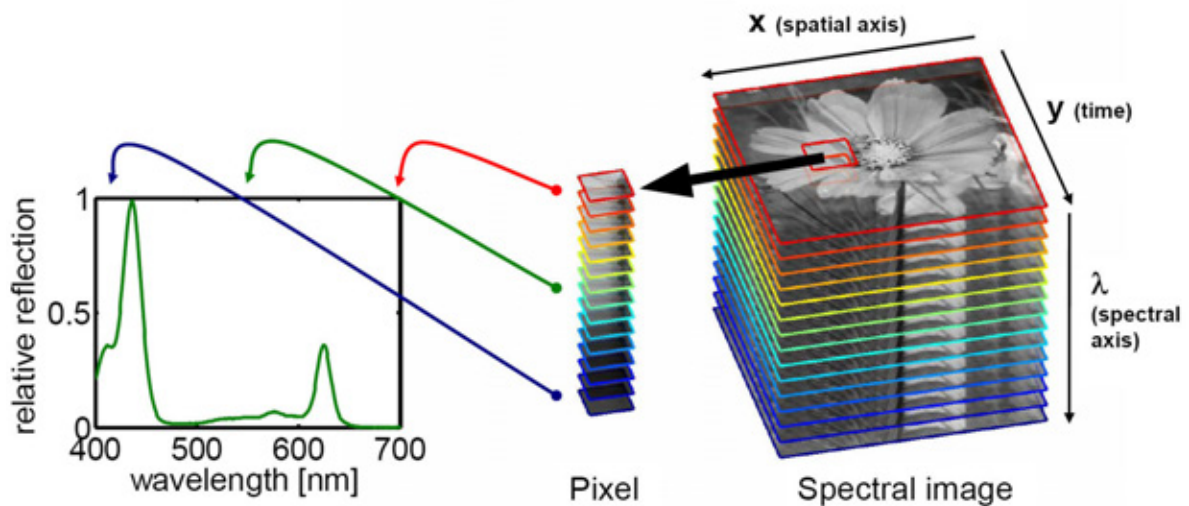 x (spatial axis)
y (time)
λ
(spectral
axis)
relative reflection
1
0.5
0
400 500 600 700
wavelength [nm]
Pixel
Spectral image